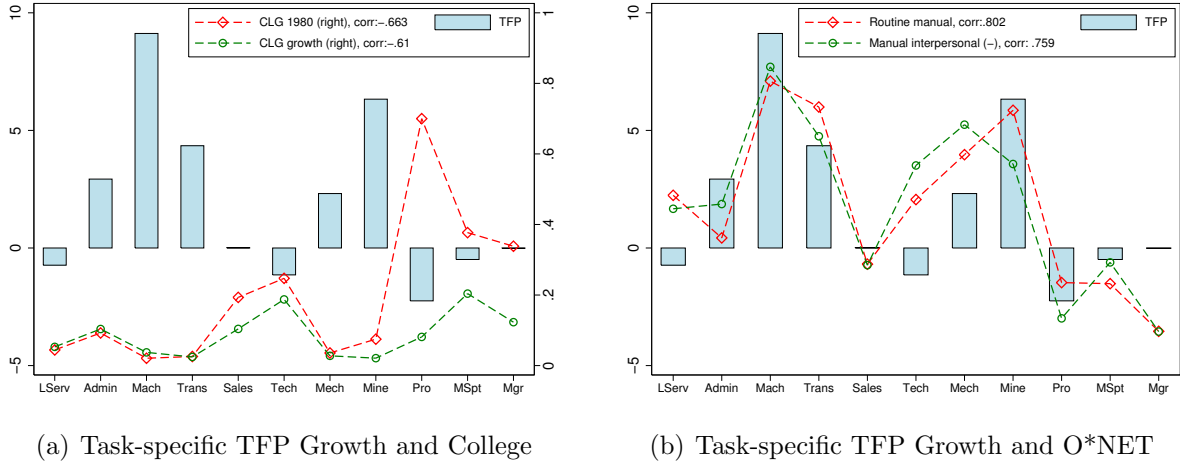 CLG 1980 (right), corr:-.663
TFP
CLG growth (right), corr:-.61
10
5
0
-5
1
.8
.6
.4
.2
0
LServ Admin Mach Trans Sales Tech Mech Mine Pro MSpt Mgr
(a) Task-specific TFP Growth and College
Routine manual, corr:.802
TFP
Manual interpersonal (−), corr: .759
10
5
0
-5
LServ Admin Mach Trans Sales Tech Mech Mine Pro MSpt Mgr
(b) Task-specific TFP Growth and O*NET